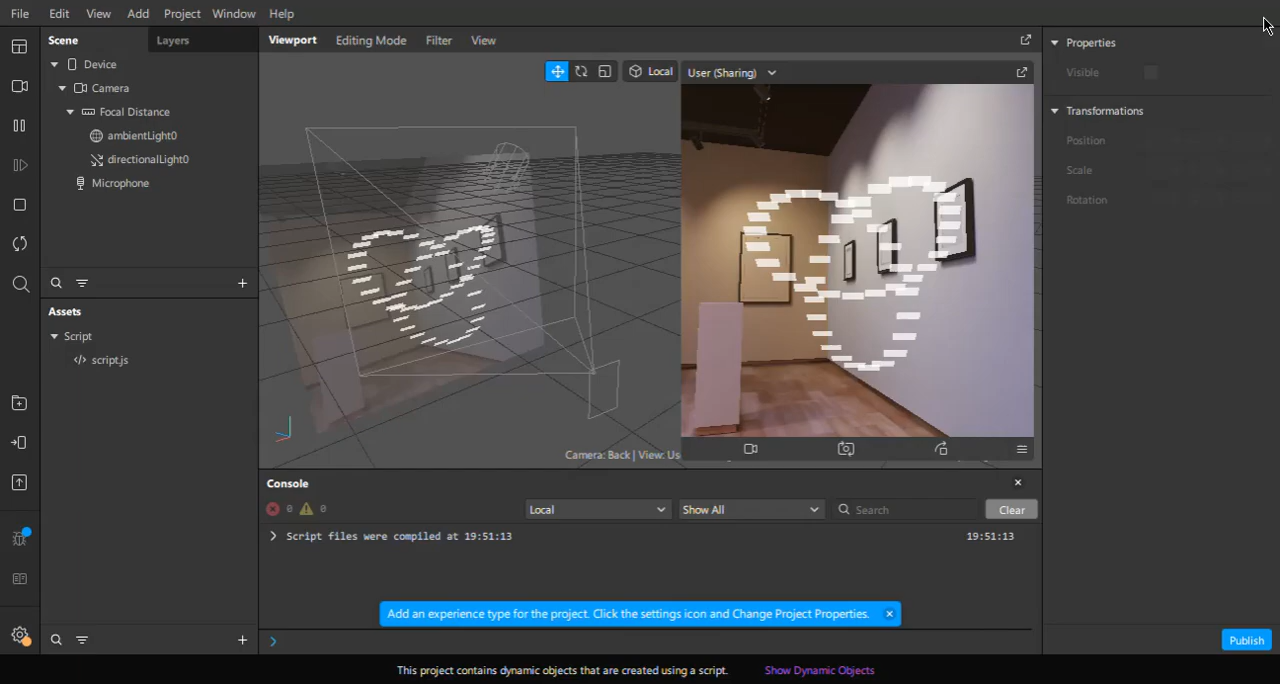 File Edit View Add Project Window Help
Scene Layers
Device
Camera
Focal Distance
ambientLight0
directionalLight0
Microphone
Assets
Script
script.js
Viewport Editing Mode Filter View
Local
User (Sharing)
Camera: Back | View: Us
Console
0 0 Local Show All Search Clear
Script files were compiled at 19:51:13 19:51:13
Add an experience type for the project. Click the settings icon and Change Project Properties.
Properties
Visible
Transformations
Position
Scale
Rotation
Publish
This project contains dynamic objects that are created using a script. Show Dynamic Objects